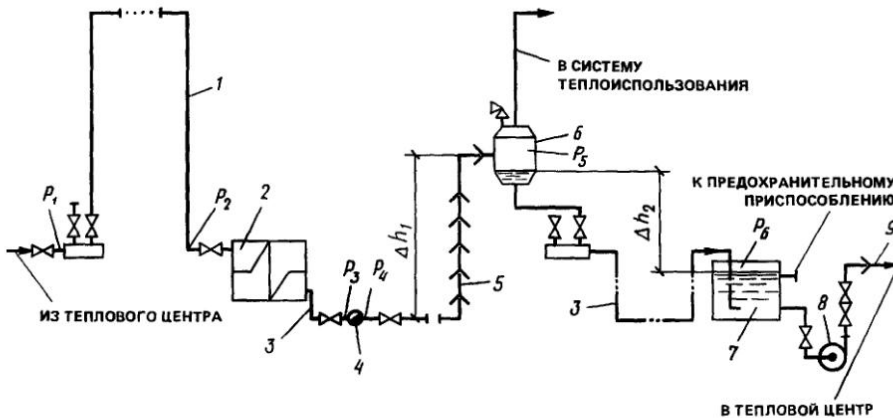 В СИСТЕМУ
ТЕПЛОИСПОЛЬЗОВАНИЯ
1
6
P5
К ПРЕДОХРАНИТЕЛЬНОМУ
ПРИСПОСОБЛЕНИЮ
P1
P2
2
Δh1
Δh2
P6
9
ИЗ ТЕПЛОВОГО ЦЕНТРА
3
P3
P4
4
5
3
7
8
В ТЕПЛОВОЙ ЦЕНТР